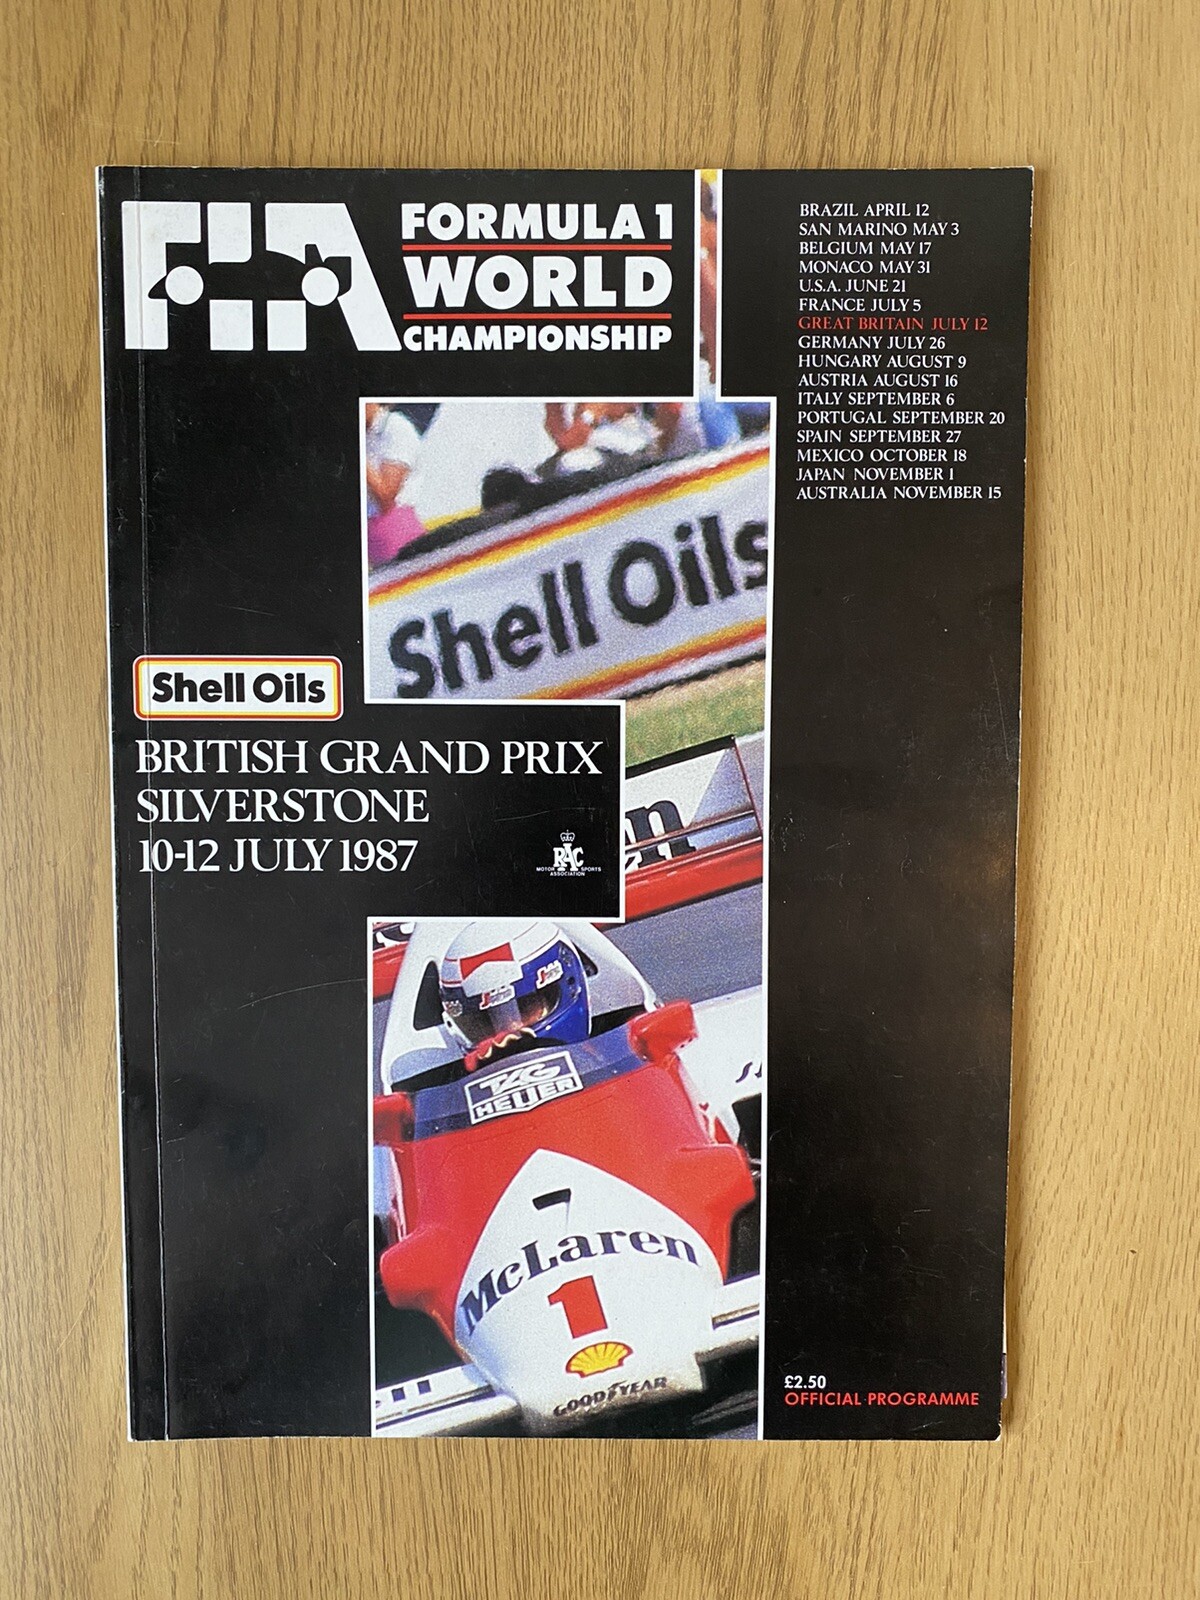 FIA
FORMULA 1
WORLD
CHAMPIONSHIP
BRAZIL APRIL 12
SAN MARINO MAY 3
BELGIUM MAY 17
MONACO MAY 31
U.S.A. JUNE 21
FRANCE JULY 5
GREAT BRITAIN JULY 12
GERMANY JULY 26
HUNGARY AUGUST 9
AUSTRIA AUGUST 16
ITALY SEPTEMBER 6
PORTUGAL SEPTEMBER 20
SPAIN SEPTEMBER 27
MEXICO OCTOBER 18
JAPAN NOVEMBER 1
AUSTRALIA NOVEMBER 15
Shell Oils
Shell Oils
BRITISH GRAND PRIX
SILVERSTONE
10-12 JULY 1987
RAC
MOTOR SPORTS
ASSOCIATION
TAG
HEUER
McLaren
1
GOODYEAR
£2.50
OFFICIAL PROGRAMME